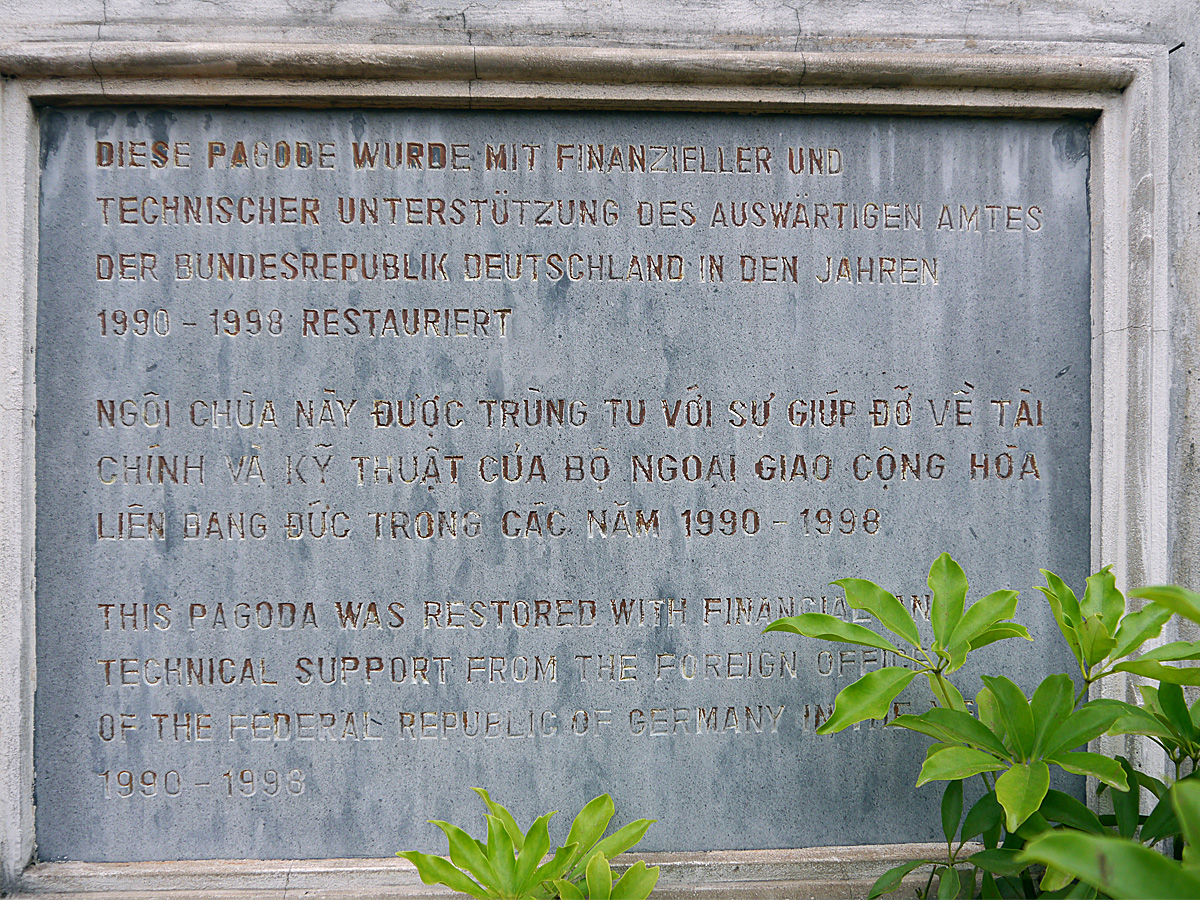 DIESE PAGODE WURDE MIT FINANZIELLER UND
TECHNISCHER UNTERSTÜTZUNG DES AUSWÄRTIGEN AMTES
DER BUNDESREPUBLIK DEUTSCHLAND IN DEN JAHREN
1990 - 1998 RESTAURIERT
NGÔI CHÙA NÀY ĐƯỢC TRÙNG TU VỚI SỰ GIÚP ĐỠ VỀ TÀI
CHÍNH VÀ KỸ THUẬT CỦA BỘ NGOẠI GIAO CỘNG HÒA
LIÊN BANG ĐỨC TRONG CÁC NĂM 1990 - 1998
THIS PAGODA WAS RESTORED WITH FINANCIAL
TECHNICAL SUPPORT FROM THE FOREIGN
OF THE FEDERAL REPUBLIC OF GERMANY IN THE
1990 - 1998